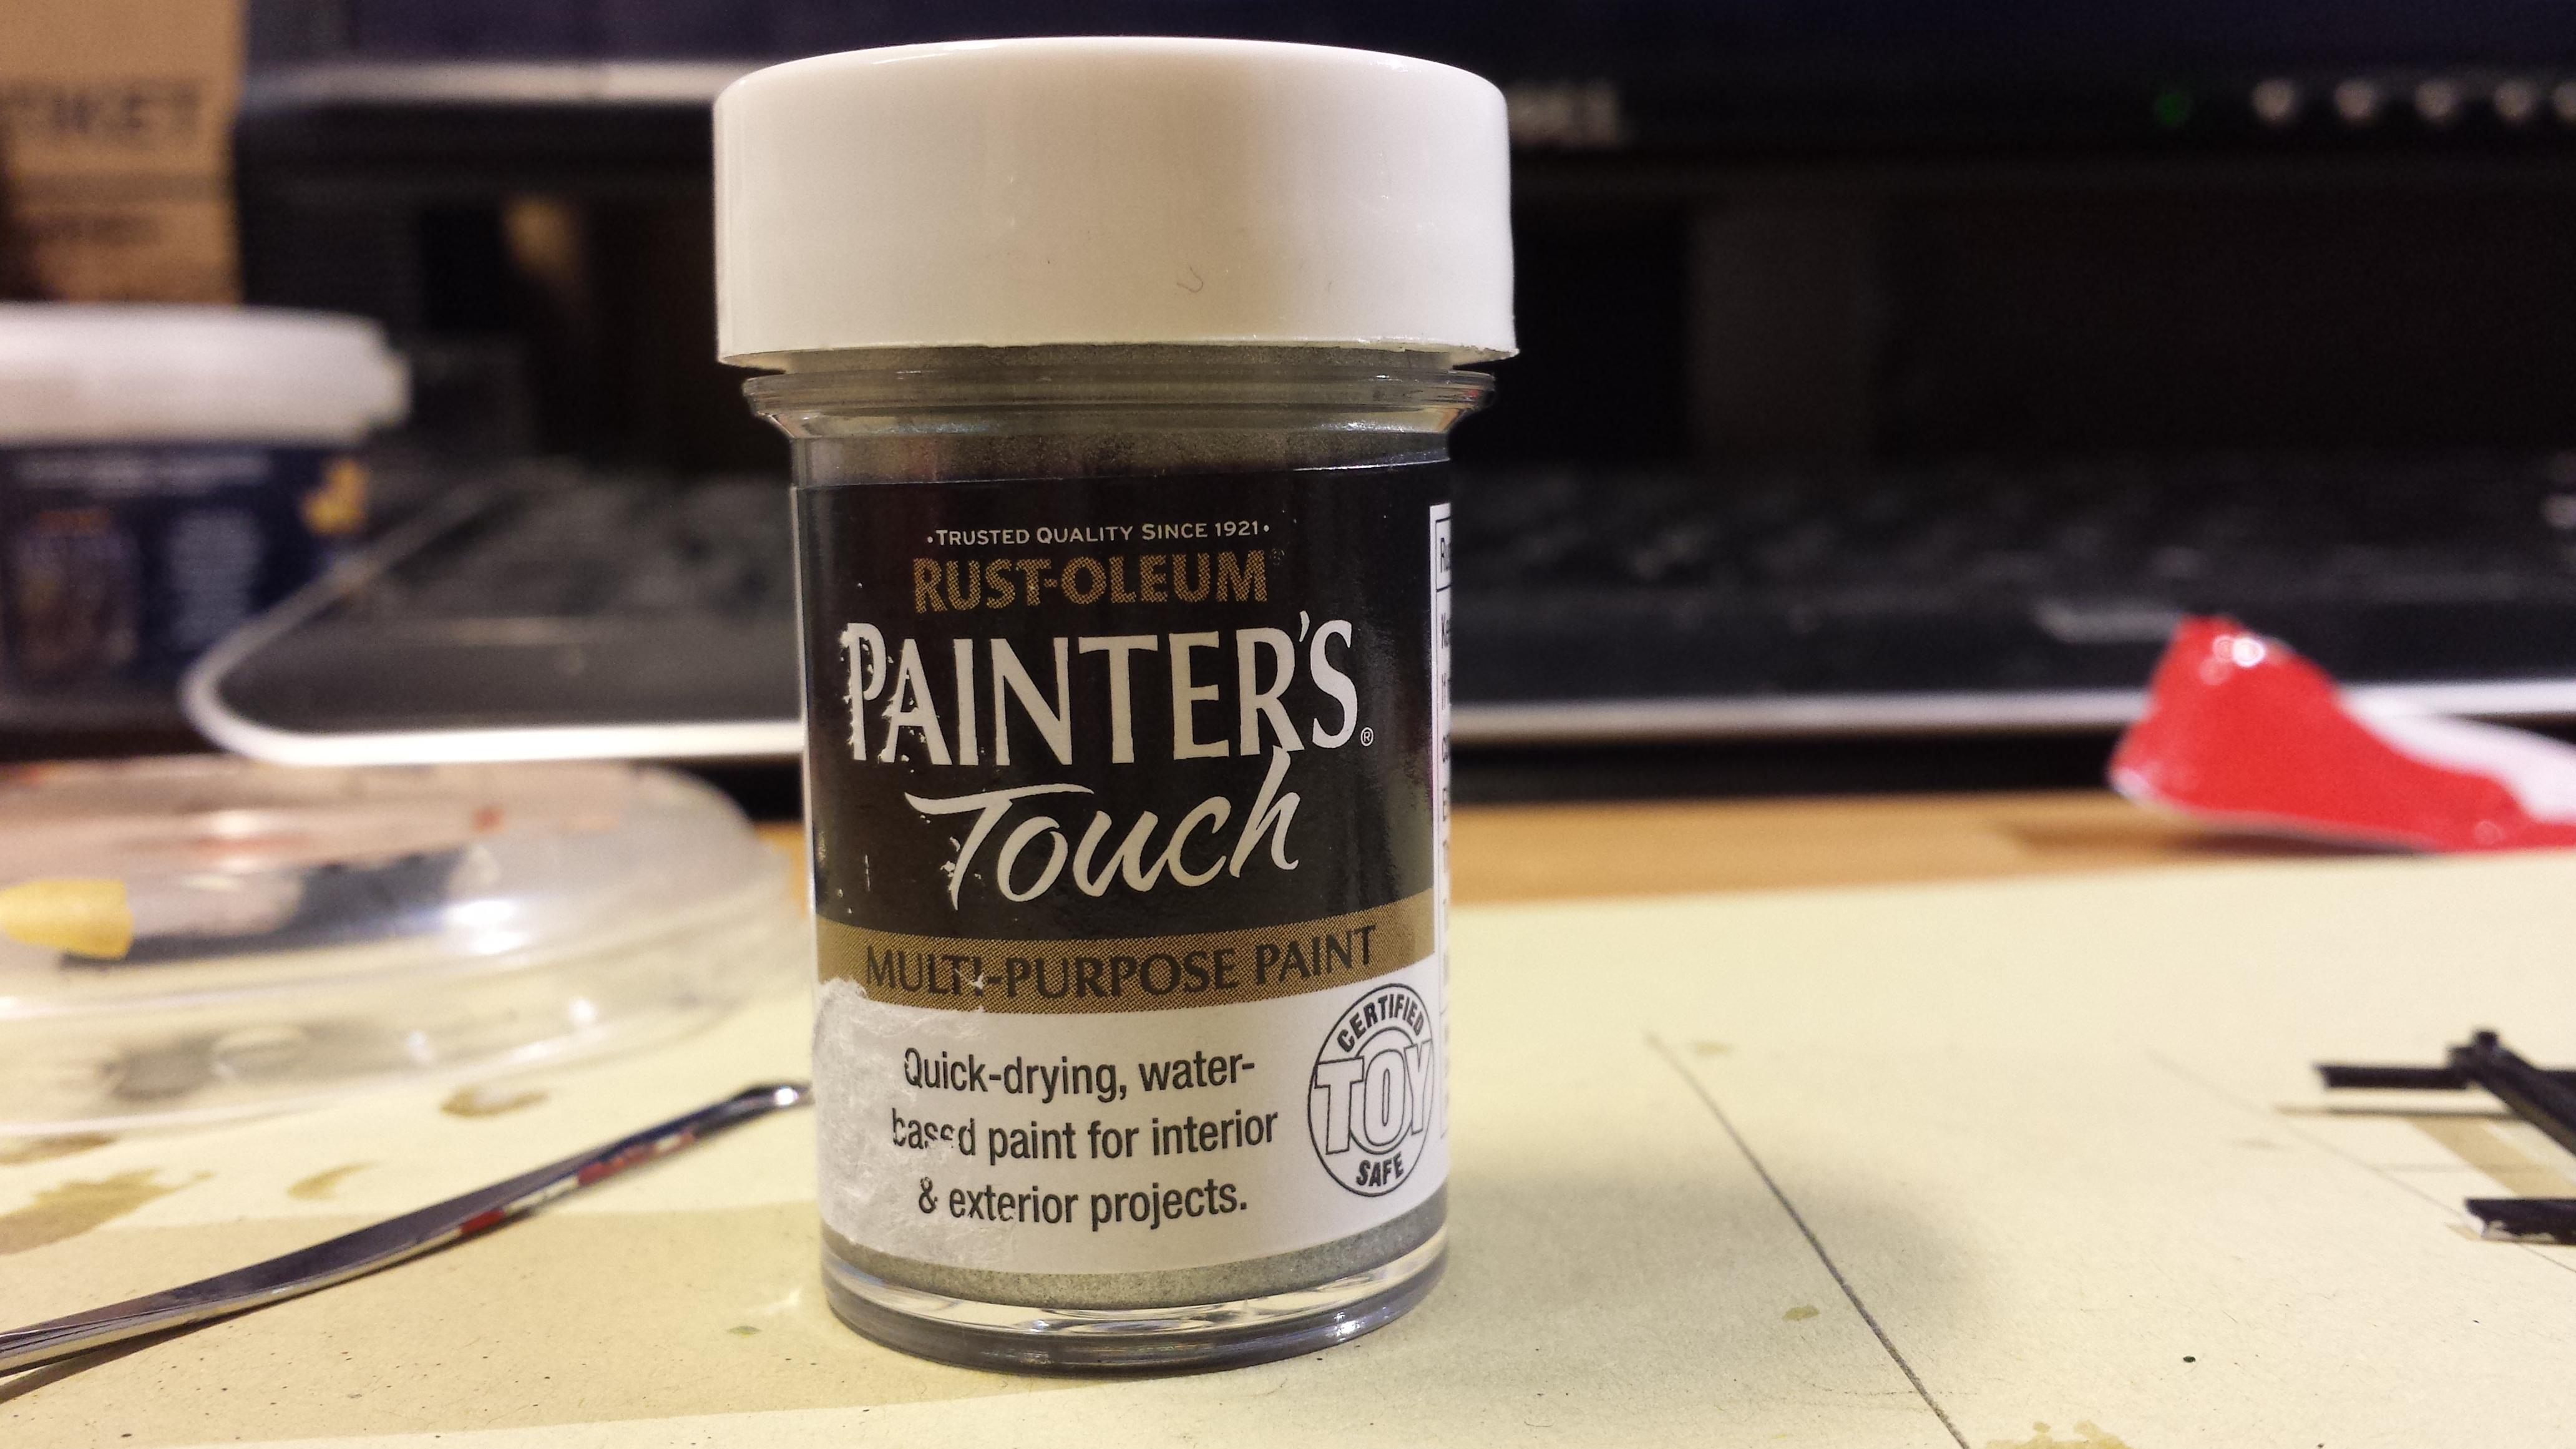 •TRUSTED QUALITY SINCE 1921•
RUST-OLEUM®
PAINTER'S®
Touch
MULTI-PURPOSE PAINT
Quick-drying, water-
based paint for interior
& exterior projects.
CERTIFIED
TOY
SAFE